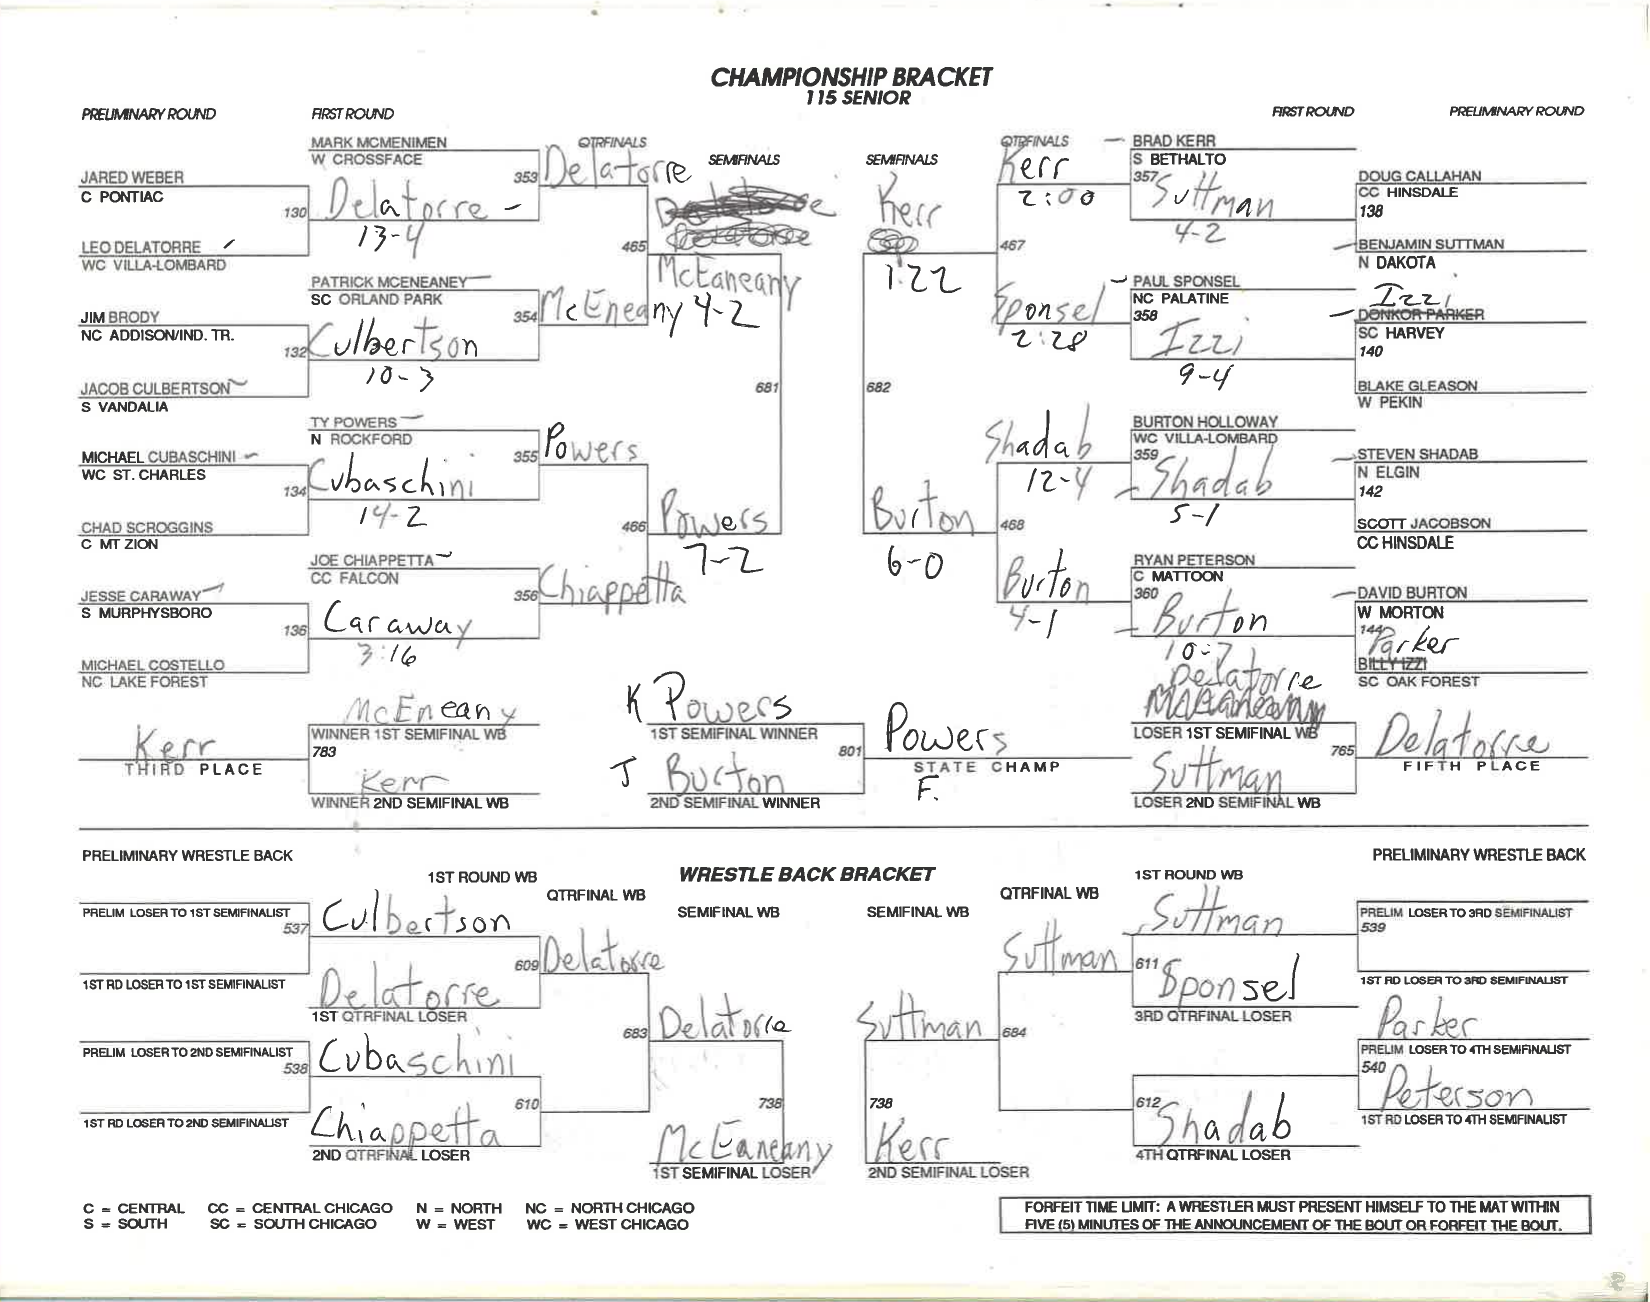 CHAMPIONSHIP BRACKET
115 SENIOR
PRELIMINARY ROUND
FIRST ROUND
QTRFINALS
SEMIFINALS
SEMIFINALS
QTRFINALS
FIRST ROUND
PRELIMINARY ROUND
JARED WEBER
C PONTIAC
130
LEO DELATORRE
WC VILLA-LOMBARD
JIM BRODY
NC ADDISON/IND. TR.
132
JACOB CULBERTSON
S VANDALIA
MICHAEL CUBASCHINI
WC ST. CHARLES
134
CHAD SCROGGINS
C MT ZION
JESSE CARAWAY
S MURPHYSBORO
136
MICHAEL COSTELLO
NC LAKE FOREST
MARK MCMENIMEN
W CROSSFACE
353
Delatorre
13-4
PATRICK MCENEANEY
SC ORLAND PARK
354
Culbertson
10-3
TY POWERS
N ROCKFORD
355
Cubaschini
14-2
JOE CHIAPPETTA
CC FALCON
356
Caraway
3:16
Delatorre
465
McEneany
Powers
466
Chiappetta
McEaneany
4-2
681
Powers
7-2
Kerr
1:22
682
Burton
6-0
Kerr
2:00
467
Sponsel
2:28
Shadab
12-4
468
Burton
4-1
BRAD KERR
S BETHALTO
357
Suttman
4-2
PAUL SPONSEL
NC PALATINE
358
Izzi
9-4
BURTON HOLLOWAY
WC VILLA-LOMBARD
359
Shadab
5-1
RYAN PETERSON
C MATTOON
360
Burton
10-7
DOUG CALLAHAN
CC HINSDALE
138
BENJAMIN SUTTMAN
N DAKOTA
Izzi
DONKOR PARKER
SC HARVEY
140
BLAKE GLEASON
W PEKIN
STEVEN SHADAB
N ELGIN
142
SCOTT JACOBSON
CC HINSDALE
DAVID BURTON
W MORTON
144
Parker
BILLY IZZI
SC OAK FOREST
Kerr
THIRD PLACE
McEneany
WINNER 1ST SEMIFINAL WB
783
Kerr
WINNER 2ND SEMIFINAL WB
K Powers
1ST SEMIFINAL WINNER
801
J Burton
2ND SEMIFINAL WINNER
Powers
STATE CHAMP
F.
Delatorre
LOSER 1ST SEMIFINAL WB
765
Suttman
LOSER 2ND SEMIFINAL WB
Delatorre
FIFTH PLACE
PRELIMINARY WRESTLE BACK
1ST ROUND WB
QTRFINAL WB
WRESTLE BACK BRACKET
SEMIFINAL WB
SEMIFINAL WB
QTRFINAL WB
1ST ROUND WB
PRELIMINARY WRESTLE BACK
PRELIM LOSER TO 1ST SEMIFINALIST
537
1ST RD LOSER TO 1ST SEMIFINALIST
PRELIM LOSER TO 2ND SEMIFINALIST
538
1ST RD LOSER TO 2ND SEMIFINALIST
Culbertson
609
Delatorre
1ST QTRFINAL LOSER
Cubaschini
610
Chiappetta
2ND QTRFINAL LOSER
Delatorre
683
Delatorre
738
McEaneany
1ST SEMIFINAL LOSER
Suttman
738
Kerr
2ND SEMIFINAL LOSER
Suttman
684
Suttman
611
Sponsel
3RD QTRFINAL LOSER
612
Shadab
4TH QTRFINAL LOSER
PRELIM LOSER TO 3RD SEMIFINALIST
539
1ST RD LOSER TO 3RD SEMIFINALIST
Parker
PRELIM LOSER TO 4TH SEMIFINALIST
540
Peterson
1ST RD LOSER TO 4TH SEMIFINALIST
C = CENTRAL CC = CENTRAL CHICAGO N = NORTH NC = NORTH CHICAGO
S = SOUTH SC = SOUTH CHICAGO W = WEST WC = WEST CHICAGO
FORFEIT TIME LIMIT: A WRESTLER MUST PRESENT HIMSELF TO THE MAT WITHIN
FIVE (5) MINUTES OF THE ANNOUNCEMENT OF THE BOUT OR FORFEIT THE BOUT.